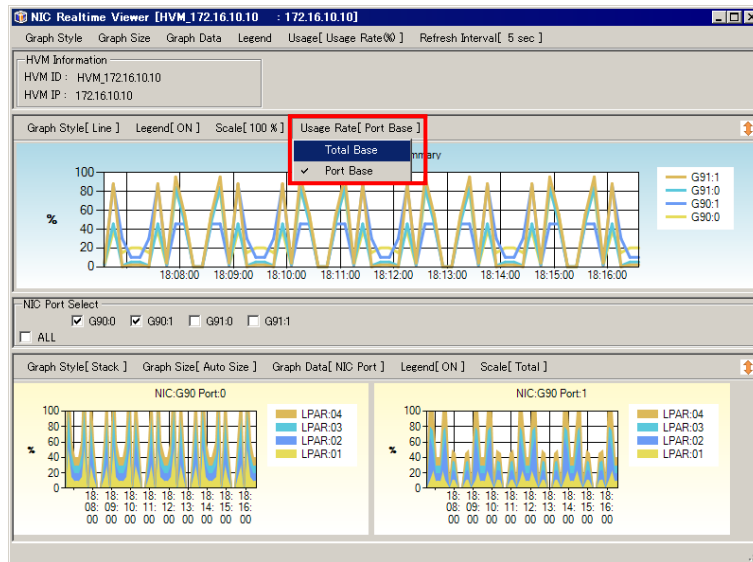 NIC Realtime Viewer [HVM_172.16.10.10 : 172.16.10.10]
Graph Style Graph Size Graph Data Legend Usage[ Usage Rate(%) ] Refresh Interval[ 5 sec ]
HVM Information
HVM ID : HVM_172.16.10.10
HVM IP : 172.16.10.10
Graph Style[ Line ] Legend[ ON ] Scale[ 100 % ] Usage Rate[ Port Base ]
Total Base
✓ Port Base
100
80
60
40
20
0
%
18:08:00 18:09:00 18:10:00 18:11:00 18:12:00 18:13:00 18:14:00 18:15:00 18:16:00
G91:1
G91:0
G90:1
G90:0
NIC Port Select
G90:0 G90:1 G91:0 G91:1
ALL
Graph Style[ Stack ] Graph Size[ Auto Size ] Graph Data[ NIC Port ] Legend[ ON ] Scale[ Total ]
NIC:G90 Port:0
100
80
60
40
20
0
%
18: 18: 18: 18: 18: 18: 18: 18: 18:
08: 09: 10: 11: 12: 13: 14: 15: 16:
00 00 00 00 00 00 00 00 00
LPAR:04
LPAR:03
LPAR:02
LPAR:01
NIC:G90 Port:1
100
80
60
40
20
0
%
18: 18: 18: 18: 18: 18: 18: 18: 18:
08: 09: 10: 11: 12: 13: 14: 15: 16:
00 00 00 00 00 00 00 00 00
LPAR:04
LPAR:03
LPAR:02
LPAR:01